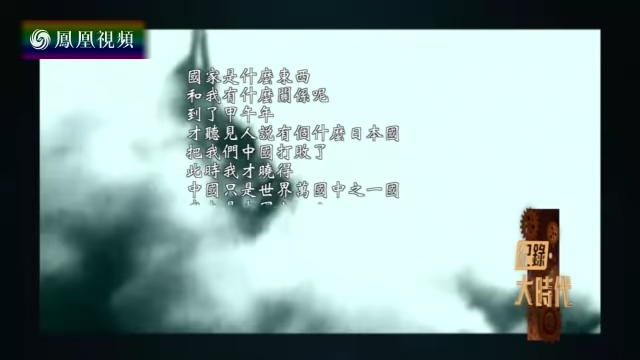 鳳凰視頻
國家是什麼東西
和我有什麼關係呢
到了甲午年
才聽見人說有個什麼日本國
把我們中國打敗了
此時我才曉得
中國只是世界萬國中之一國
紀錄
大時代